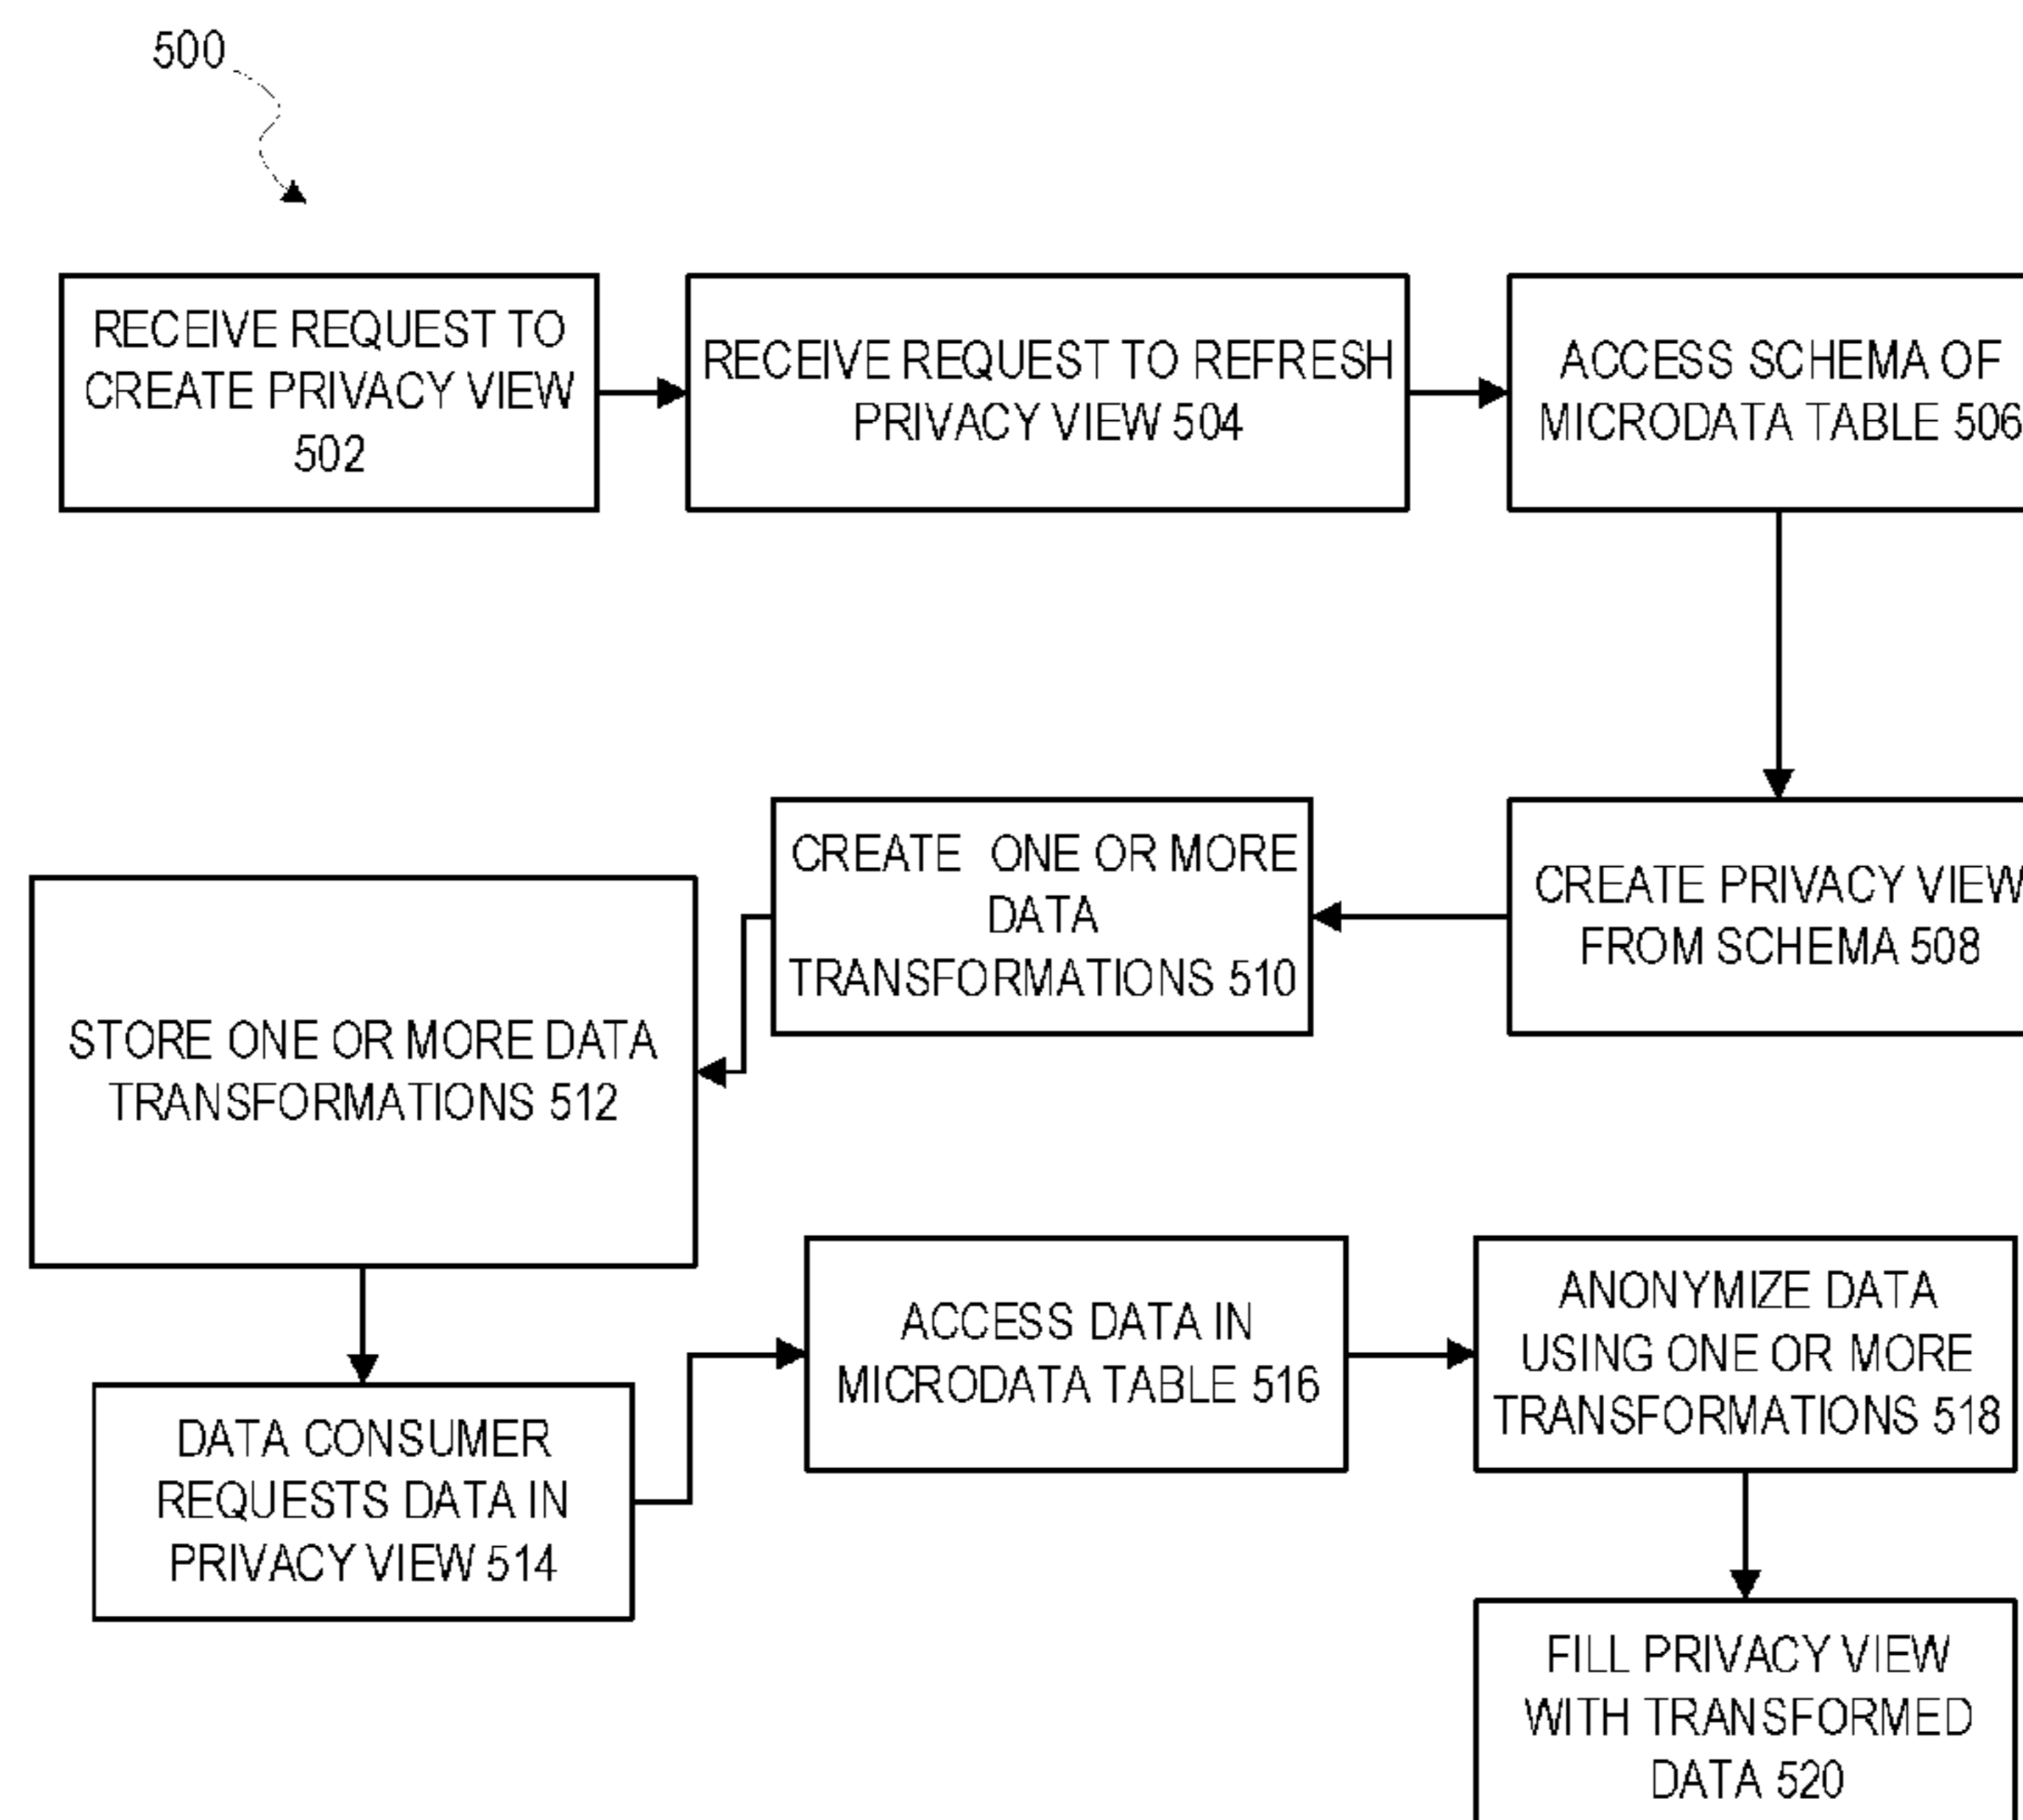 500
RECEIVE REQUEST TO
CREATE PRIVACY VIEW
502
RECEIVE REQUEST TO REFRESH
PRIVACY VIEW 504
ACCESS SCHEMA OF
MICRODATA TABLE 506
CREATE PRIVACY VIEW
FROM SCHEMA 508
CREATE ONE OR MORE
DATA
TRANSFORMATIONS 510
STORE ONE OR MORE DATA
TRANSFORMATIONS 512
DATA CONSUMER
REQUESTS DATA IN
PRIVACY VIEW 514
ACCESS DATA IN
MICRODATA TABLE 516
ANONYMIZE DATA
USING ONE OR MORE
TRANSFORMATIONS 518
FILL PRIVACY VIEW
WITH TRANSFORMED
DATA 520